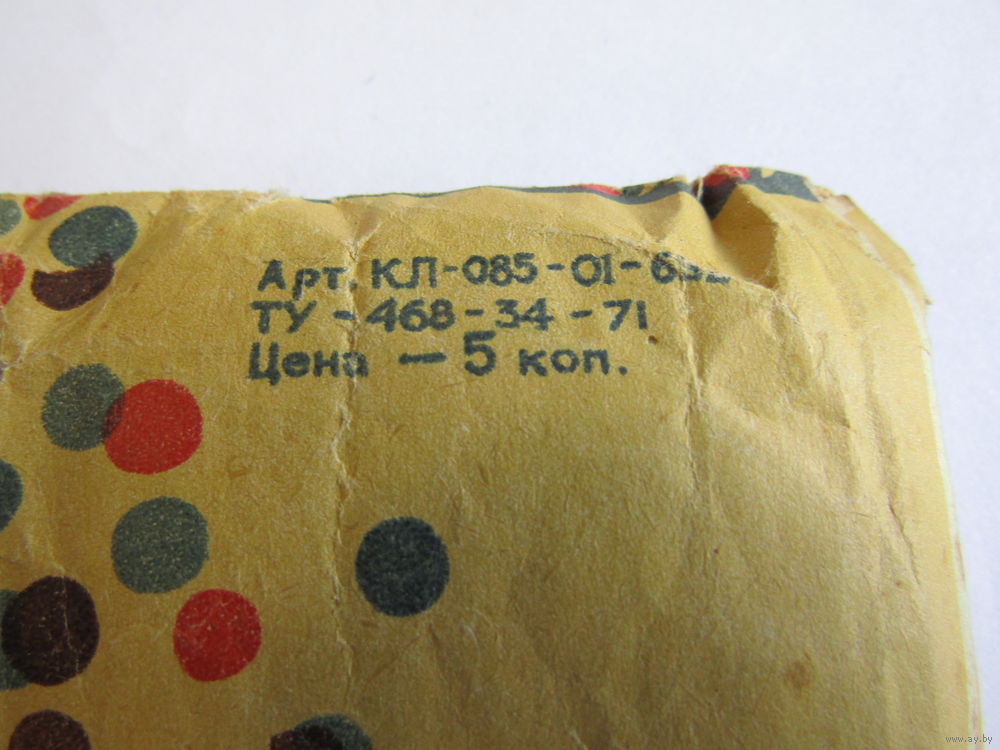 Арт. КЛ-085-01-
ТУ -468-34-71
Цена — 5 коп.
www.ay.by